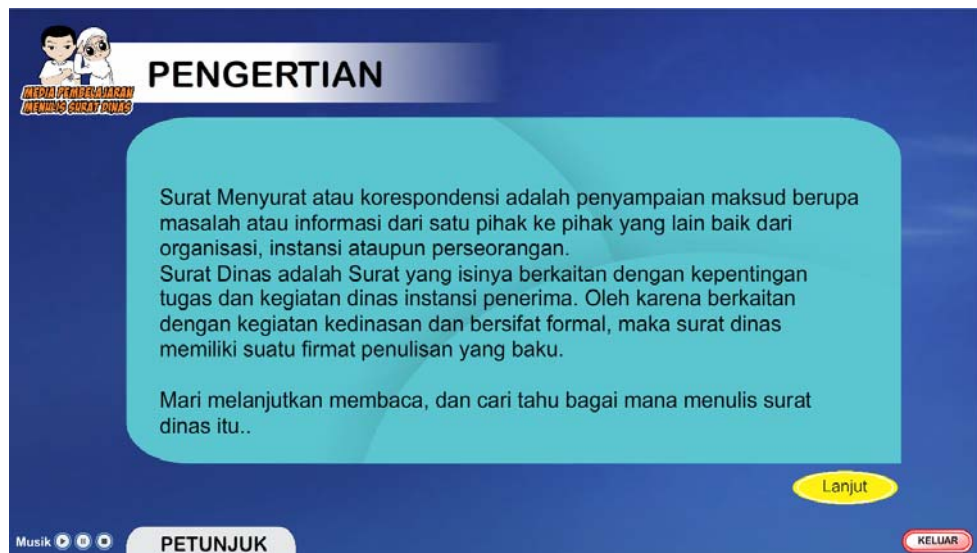 PENGERTIAN
MEDIA PEMBELAJARAN
MENULIS SURAT DINAS
Surat Menyurat atau korespondensi adalah penyampaian maksud berupa
masalah atau informasi dari satu pihak ke pihak yang lain baik dari
organisasi, instansi ataupun perseorangan.
Surat Dinas adalah Surat yang isinya berkaitan dengan kepentingan
tugas dan kegiatan dinas instansi penerima. Oleh karena berkaitan
dengan kegiatan kedinasan dan bersifat formal, maka surat dinas
memiliki suatu firmat penulisan yang baku.
Mari melanjutkan membaca, dan cari tahu bagai mana menulis surat
dinas itu..
Lanjut
Musik
PETUNJUK
KELUAR